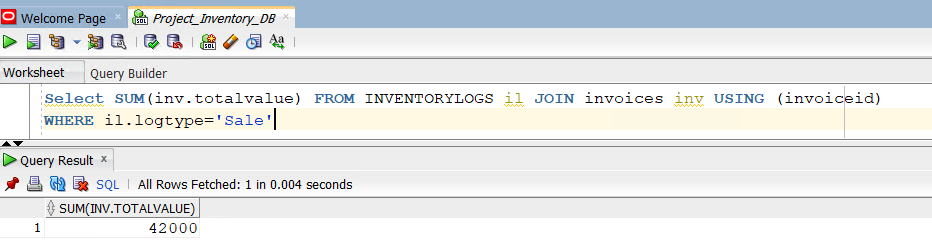 Welcome Page Project_Inventory_DB
SQL Aa
Worksheet Query Builder
Select SUM(inv.totalvalue) FROM INVENTORYLOGS il JOIN invoices inv USING (invoiceid)
WHERE il.logtype='Sale'
Query Result x
SQL | All Rows Fetched: 1 in 0.004 seconds
SUM(INV.TOTALVALUE)
1 42000